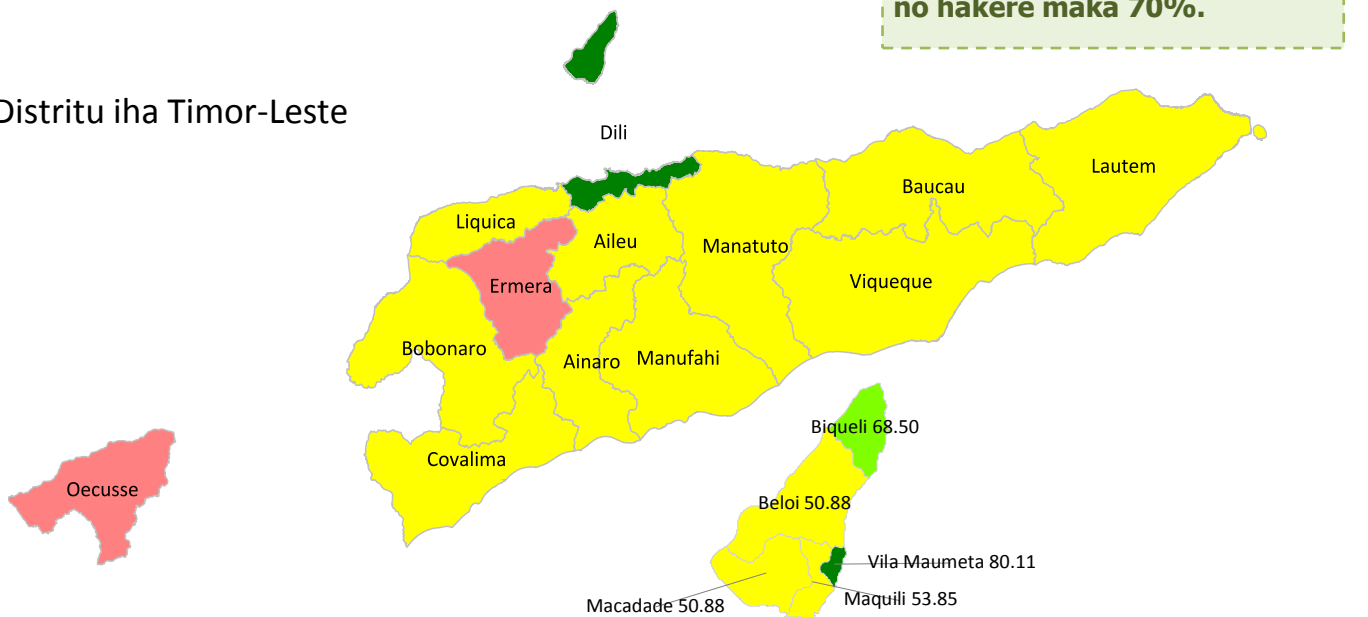 no hakere maka 70%.
Distritu iha Timor-Leste
Dili
Lautem
Baucau
Liquica
Aileu
Manatuto
Viqueque
Ermera
Bobonaro
Ainaro
Manufahi
Biqueli 68.50
Covalima
Oecusse
Beloi 50.88
Vila Maumeta 80.11
Maquili 53.85
Macadade 50.88